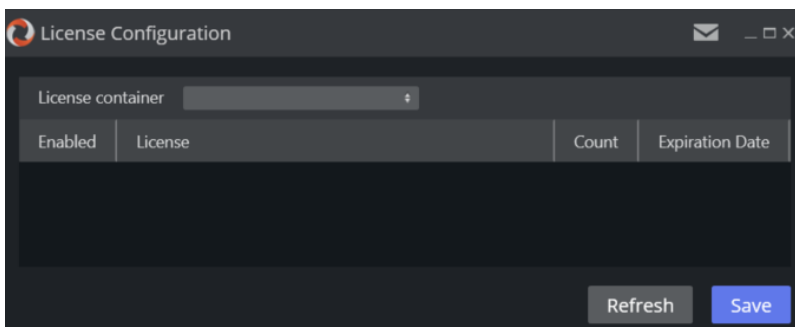 License Configuration
License container
Enabled License Count Expiration Date
Refresh Save